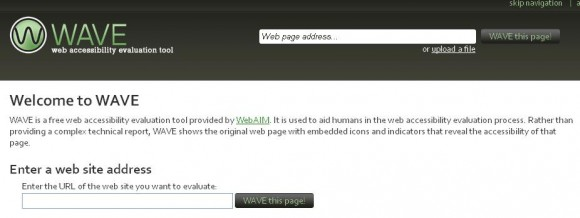 skip navigation
WAVE
web accessibility evaluation tool
Web page address...
WAVE this page!
or upload a file
Welcome to WAVE
WAVE is a free web accessibility evaluation tool provided by WebAIM. It is used to aid humans in the web accessibility evaluation process. Rather than
providing a complex technical report, WAVE shows the original web page with embedded icons and indicators that reveal the accessibility of that
page.
Enter a web site address
Enter the URL of the web site you want to evaluate:
WAVE this page!